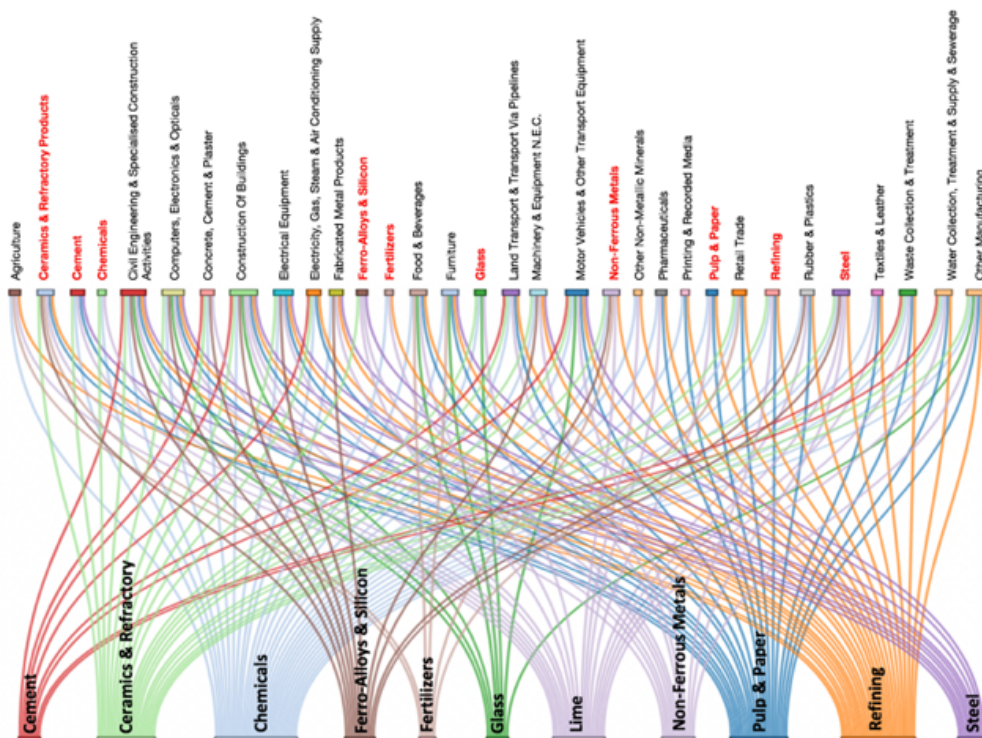 Agriculture
Ceramics & Refractory Products
Cement
Chemicals
Civil Engineering & Specialised Construction
Activities
Computers, Electronics & Opticals
Concrete, Cement & Plaster
Construction Of Buildings
Electrical Equipment
Electricity, Gas, Steam & Air Conditioning Supply
Fabricated Metal Products
Ferro-Alloys & Silicon
Fertilizers
Food & Beverages
Furniture
Glass
Land Transport & Transport Via Pipelines
Machinery & Equipment N.E.C.
Motor Vehicles & Other Transport Equipment
Non-Ferrous Metals
Other Non-Metallic Minerals
Pharmaceuticals
Printing & Recorded Media
Pulp & Paper
Retail Trade
Refining
Rubber & Plastics
Steel
Textiles & Leather
Waste Collection & Treatment
Water Collection, Treatment & Supply & Sewerage
Other Manufacturing
Cement
Ceramics & Refractory
Chemicals
Ferro-Alloys & Silicon
Fertilizers
Glass
Lime
Non-Ferrous Metals
Pulp & Paper
Refining
Steel